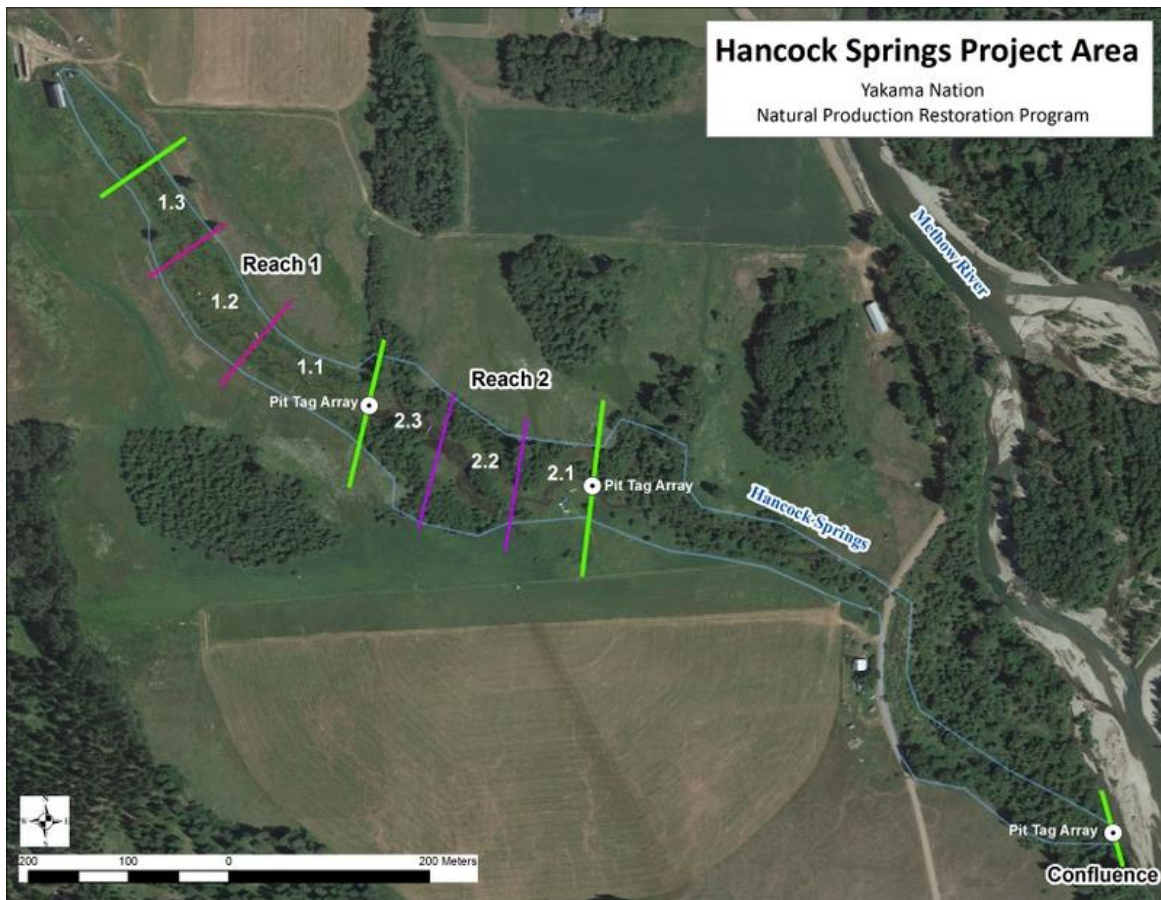 Hancock Springs Project Area
Yakama Nation
Natural Production Restoration Program
Methow River
1.3
Reach 1
1.2
1.1
Reach 2
Pit Tag Array
2.3
2.2
2.1
Pit Tag Array
Hancock Springs
N
W E
S
Pit Tag Array
200 100 0 200 Meters
Confluence